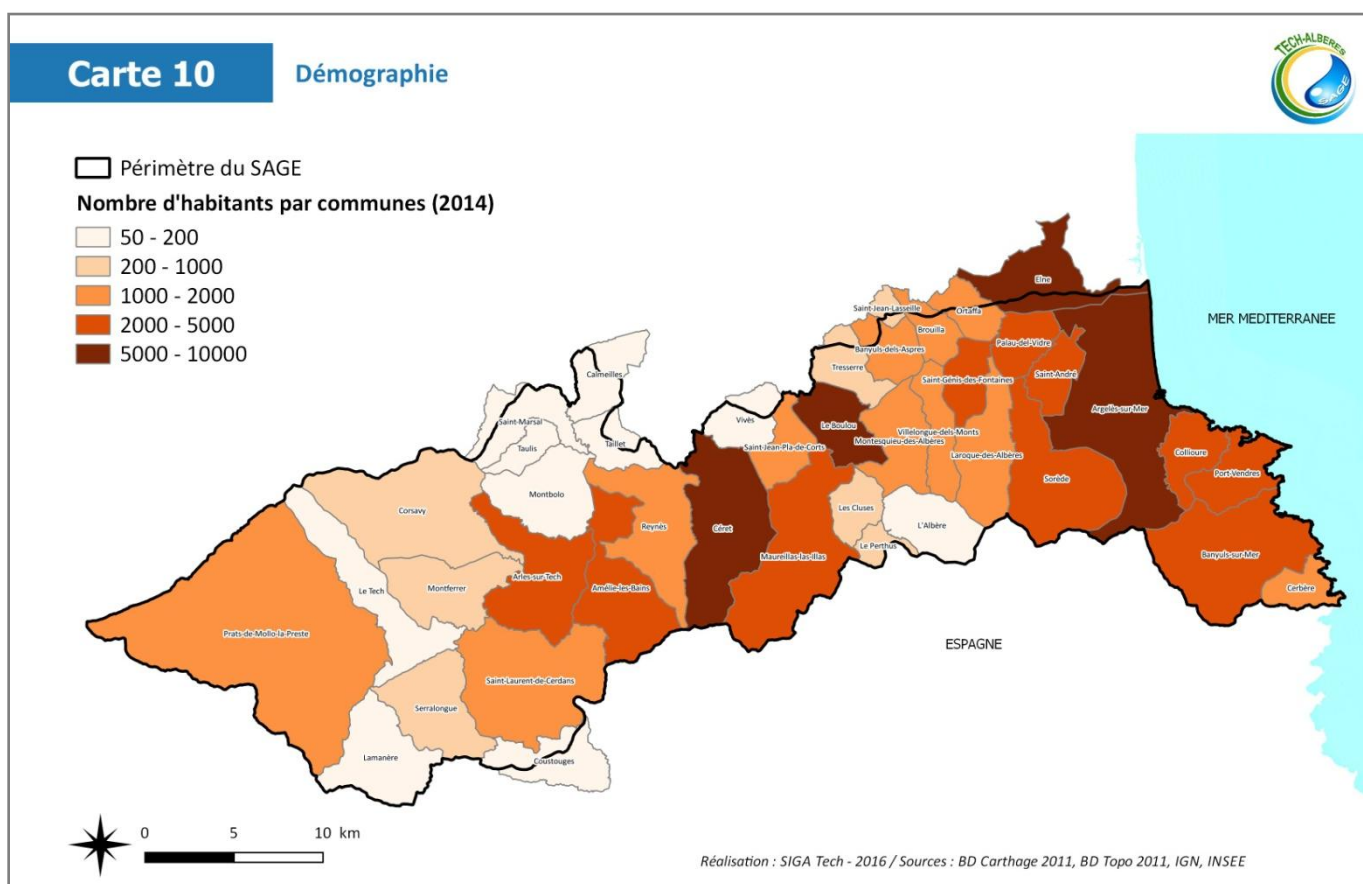 Carte 10
Démographie
TECH-ALBERES
SAGE
Périmètre du SAGE
Nombre d'habitants par communes (2014)
50 - 200
200 - 1000
1000 - 2000
2000 - 5000
5000 - 10000
MER MEDITERRANEE
Elne
Saint-Jean-Lasseille
Ortaffa
Brouilla
Banyuls-dels-Aspres
Palau-del-Vidre
Tresserre
Saint-Génis-des-Fontaines
Saint-André
Calmeilles
Argelès-sur-Mer
Saint-Marsal
Vivès
Le Boulou
Villelongue-dels-Monts
Taulis
Taillet
Saint-Jean-Pla-de-Corts
Montesquieu-des-Albères
Laroque-des-Albères
Collioure
Port-Vendres
Sorède
Montbolo
Corsavy
Les Cluses
L'Albère
Reynès
Céret
Le Perthus
Maureillas-las-Illas
Banyuls-sur-Mer
Arles-sur-Tech
Amélie-les-Bains
Montferrer
Le Tech
Cerbère
Prats-de-Mollo-la-Preste
ESPAGNE
Saint-Laurent-de-Cerdans
Serralongue
Lamanère
Coustouges
0 5 10 km
Réalisation : SIGA Tech - 2016 / Sources : BD Carthage 2011, BD Topo 2011, IGN, INSEE